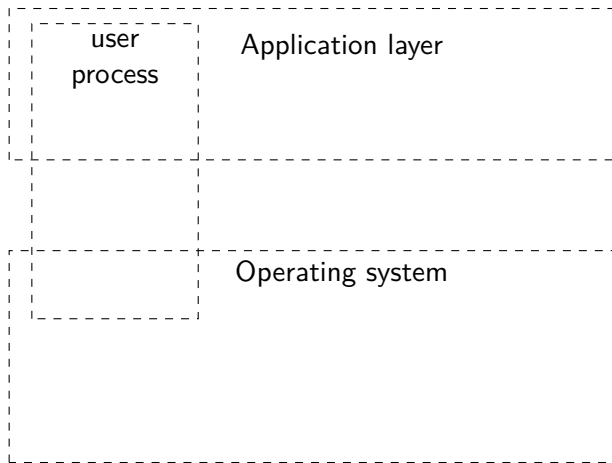 user
process
Application layer
Operating system